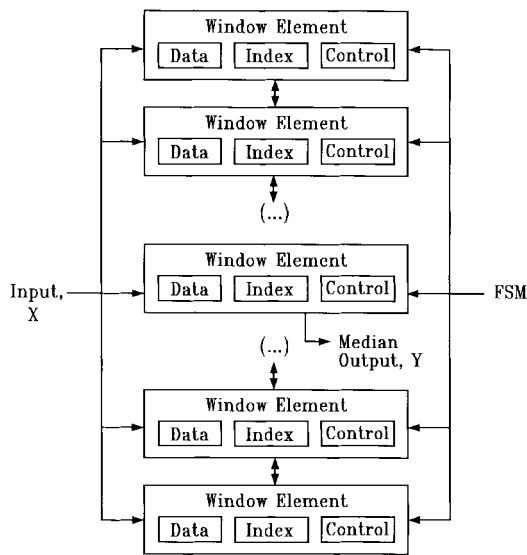 Window Element
Data Index Control
Window Element
Data Index Control
(...)
Window Element
Data Index Control
Input,
X
FSM
Median
Output, Y
(...)
Window Element
Data Index Control
Window Element
Data Index Control